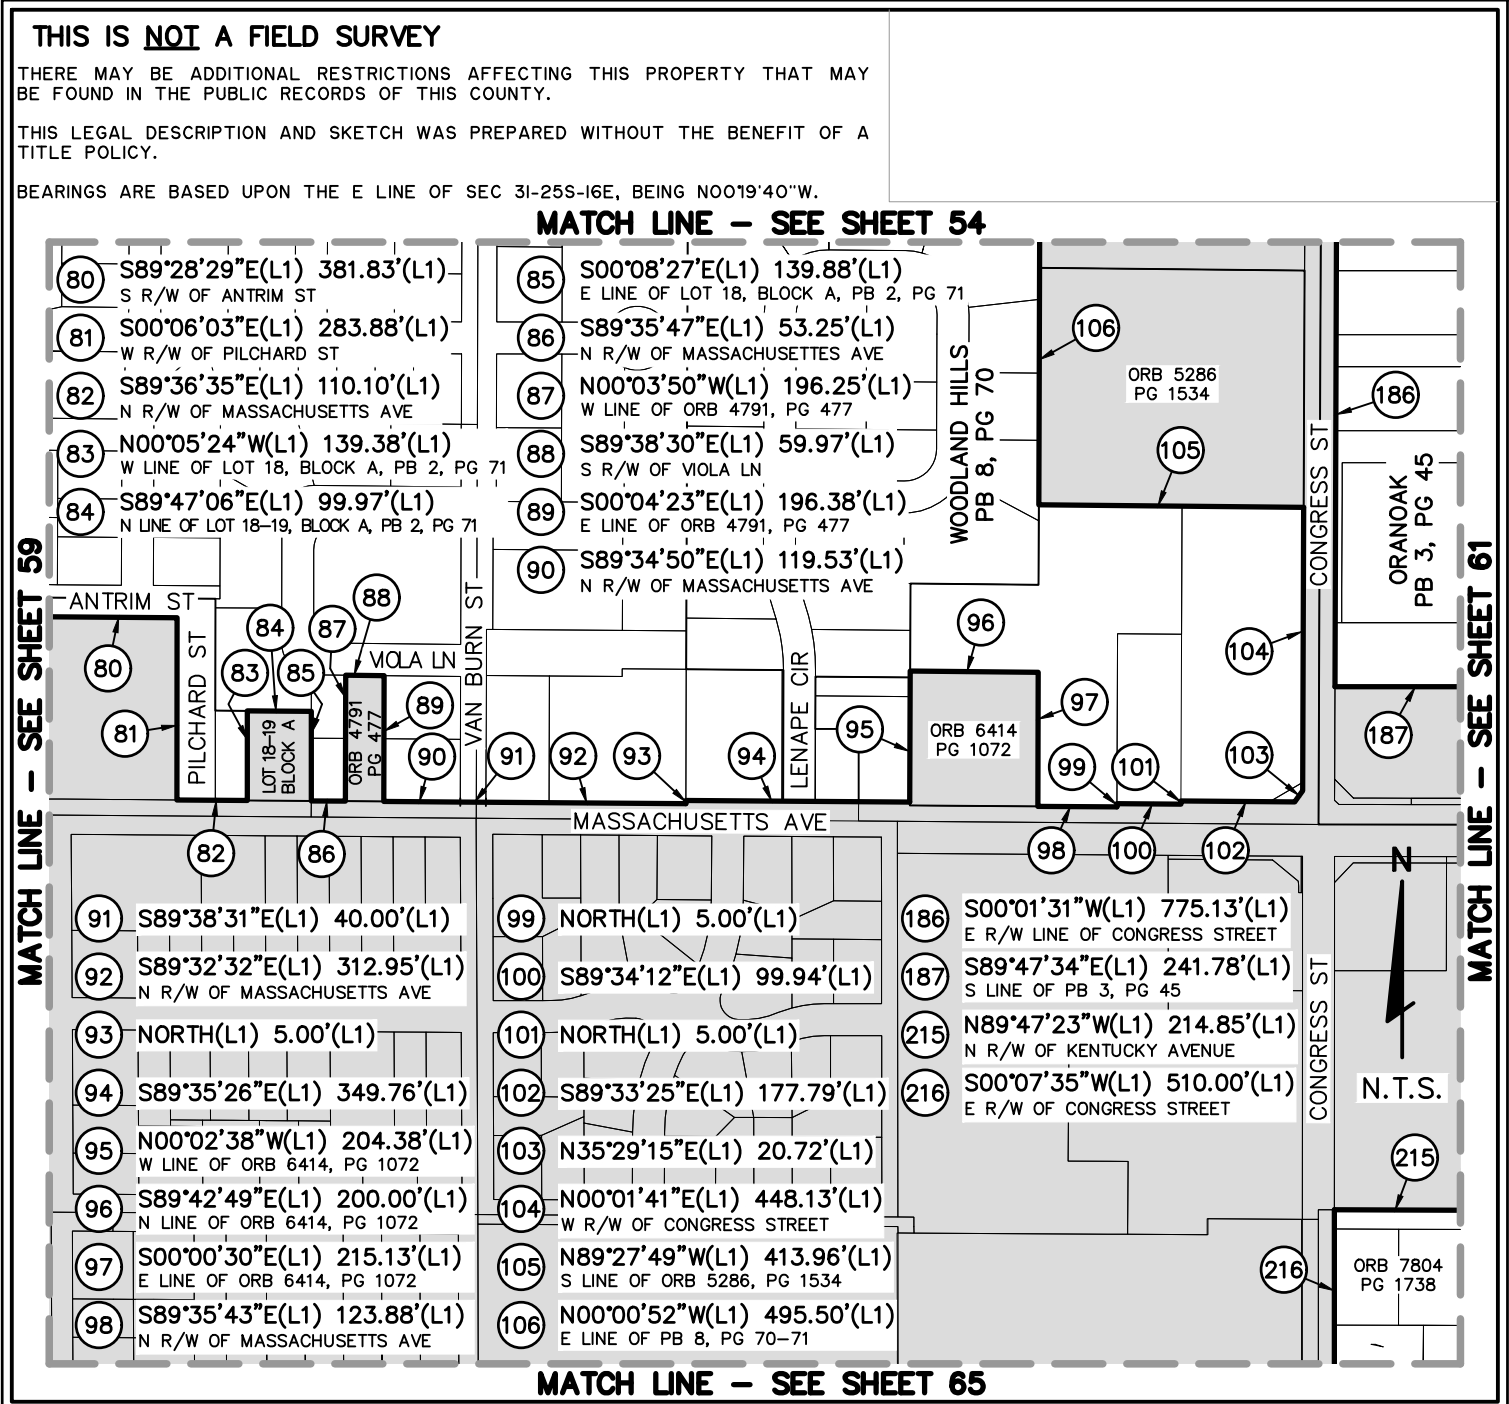 THIS IS NOT A FIELD SURVEY
THERE MAY BE ADDITIONAL RESTRICTIONS AFFECTING THIS PROPERTY THAT MAY
BE FOUND IN THE PUBLIC RECORDS OF THIS COUNTY.
THIS LEGAL DESCRIPTION AND SKETCH WAS PREPARED WITHOUT THE BENEFIT OF A
TITLE POLICY.
BEARINGS ARE BASED UPON THE E LINE OF SEC 31-25S-16E, BEING N00°19'40"W.
MATCH LINE - SEE SHEET 54
80 S89°28'29"E(L1) 381.83'(L1)
S R/W OF ANTRIM ST
81 S00°06'03"E(L1) 283.88'(L1)
W R/W OF PILCHARD ST
82 S89°36'35"E(L1) 110.10'(L1)
N R/W OF MASSACHUSETTS AVE
83 N00°05'24"W(L1) 139.38'(L1)
W LINE OF LOT 18, BLOCK A, PB 2, PG 71
84 S89°47'06"E(L1) 99.97'(L1)
N LINE OF LOT 18-19, BLOCK A, PB 2, PG 71
85 S00°08'27'E(L1) 139.88'(L1)
E LINE OF LOT 18, BLOCK A, PB 2, PG 71
86 S89°35'47"E(L1) 53.25'(L1)
N R/W OF MASSACHUSETTES AVE
87 N00°03'50"W(L1) 196.25'(L1)
W LINE OF ORB 4791, PG 477
88 S89°38'30"E(L1) 59.97'(L1)
S R/W OF VIOLA LN
89 S00°04'23"E(L1) 196.38'(L1)
E LINE OF ORB 4791, PG 477
90 S89°34'50"E(L1) 119.53'(L1)
N R/W OF MASSACHUSETTS AVE
WOODLAND HILLS
PB 8, PG 70
106
ORB 5286
PG 1534
105
CONGRESS ST
186
ORANOAK
PB 3, PG 45
MATCH LINE - SEE SHEET 59
MATCH LINE - SEE SHEET 61
ANTRIM ST
80
81
PILCHARD ST
84
83
85
87
88
VIOLA LN
LOT 18-19
BLOCK A
ORB 4791
PG 477
89
90
VAN BURN ST
91
92
93
94
LENAPE CIR
95
96
ORB 6414
PG 1072
97
99
101
104
103
187
MASSACHUSETTS AVE
82
86
98
100
102
N
91 S89°38'31"E(L1) 40.00'(L1)
92 S89°32'32"E(L1) 312.95'(L1)
N R/W OF MASSACHUSETTS AVE
93 NORTH(L1) 5.00'(L1)
94 S89°35'26"E(L1) 349.76'(L1)
95 N00°02'38"W(L1) 204.38'(L1)
W LINE OF ORB 6414, PG 1072
96 S89°42'49"E(L1) 200.00'(L1)
N LINE OF ORB 6414, PG 1072
97 S00°00'30"E(L1) 215.13'(L1)
E LINE OF ORB 6414, PG 1072
98 S89°35'43"E(L1) 123.88'(L1)
N R/W OF MASSACHUSETTS AVE
99 NORTH(L1) 5.00'(L1)
100 S89°34'12"E(L1) 99.94'(L1)
101 NORTH(L1) 5.00'(L1)
102 S89°33'25"E(L1) 177.79'(L1)
103 N35°29'15"E(L1) 20.72'(L1)
104 N00°01'41"E(L1) 448.13'(L1)
W R/W OF CONGRESS STREET
105 N89°27'49"W(L1) 413.96'(L1)
S LINE OF ORB 5286, PG 1534
106 N00°00'52"W(L1) 495.50'(L1)
E LINE OF PB 8, PG 70-71
186 S00°01'31"W(L1) 775.13'(L1)
E R/W LINE OF CONGRESS STREET
187 S89°47'34"E(L1) 241.78'(L1)
S LINE OF PB 3, PG 45
215 N89°47'23"W(L1) 214.85'(L1)
N R/W OF KENTUCKY AVENUE
216 S00°07'35"W(L1) 510.00'(L1)
E R/W OF CONGRESS STREET
CONGRESS ST
N.T.S.
215
216
ORB 7804
PG 1738
MATCH LINE - SEE SHEET 65